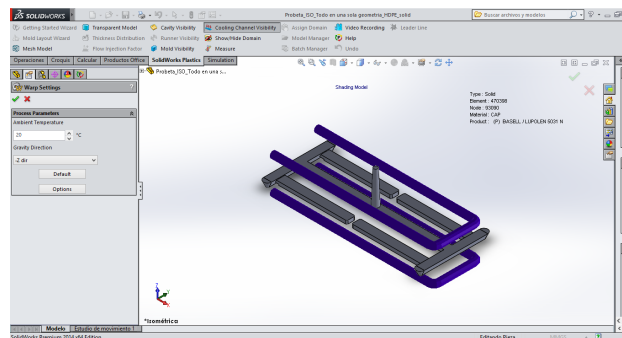 SOLIDWORKS
Probeta_ISO_Todo en una sola geometria_HDPE_solid
Buscar archivos y modelos
Getting Started Wizard
Transparent Model
Cavity Visibility
Cooling Channel Visibility
Assign Domain
Video Recording
Leader Line
Mold Layout Wizard
Thickness Distribution
Runner Visibility
Show/Hide Domain
Model Manager
Help
Mesh Model
Flow Injection Factor
Mold Visibility
Measure
Batch Manager
Undo
Operaciones
Croquis
Calcular
Productos Office
SolidWorks Plastics
Simulation
Probeta_ISO_Todo en una s...
Warp Settings
Process Parameters
Ambient Temperature
20
°C
Gravity Direction
-Z dir
Default
Options
Shading Model
Type : Solid
Element : 470398
Node : 93890
Material : CAP
Product : (P) BASELL / LUPOLEN 5031 N
Z
Y
X
*Isométrica
Modelo
Estudio de movimiento 1
SolidWorks Premium 2014 x64 Edition
Editando Pieza